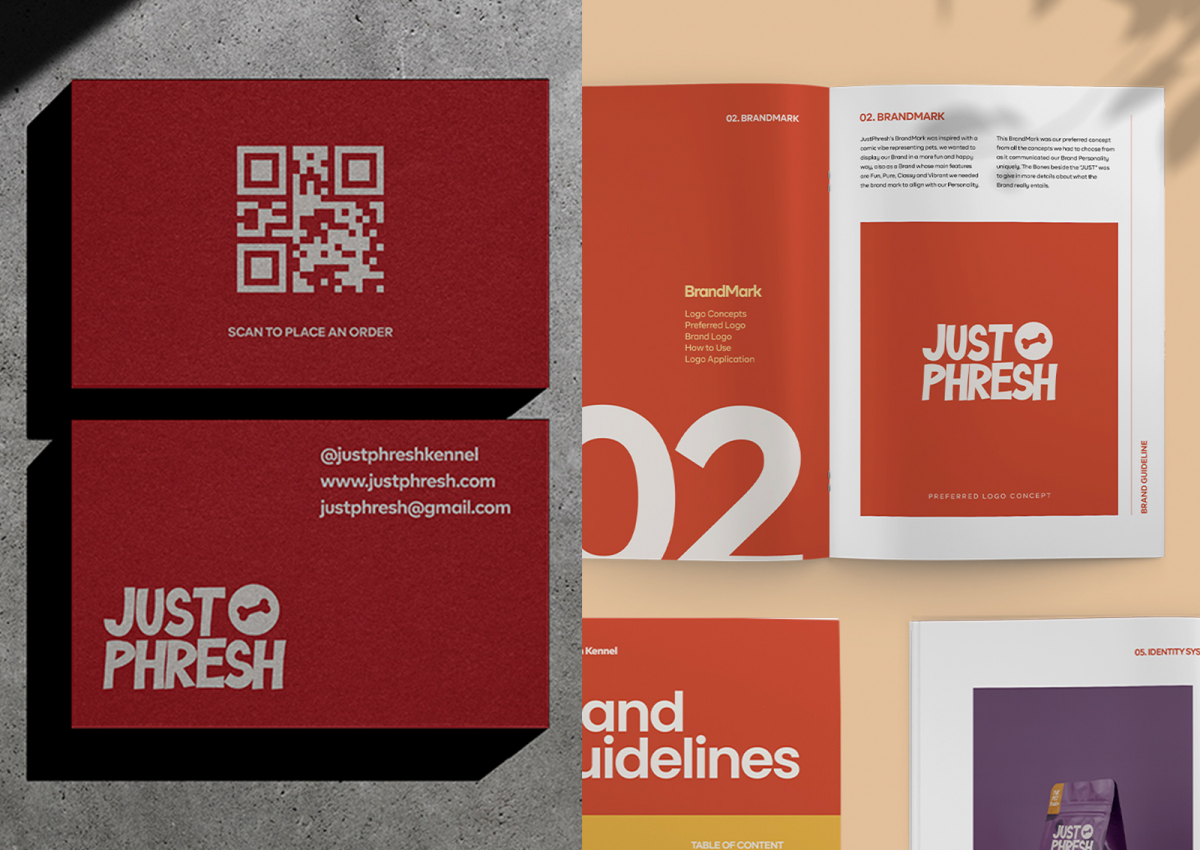 SCAN TO PLACE AN ORDER
@justphreshkennel
www.justphresh.com
justphresh@gmail.com
JUST
PHRESH
02. BRANDMARK
BrandMark
Logo Concepts
Preferred Logo
Brand Logo
How to Use
Logo Application
02
02. BRANDMARK
JustPhresh's BrandMark was inspired with a
comic vibe representing pets, we wanted to
display our Brand in a more fun and happy
way, also as a Brand whose main features
are Fun, Pure, Classy and Vibrant we needed
the brand mark to align with our Personality.
This BrandMark was our preferred concept
from all the concepts we had to choose from
as it communicated our Brand Personality
uniquely. The Bones beside the "JUST" was
to give in more details about what the
Brand really entails.
JUST
PHRESH
PREFERRED LOGO CONCEPT
BRAND GUIDELINE
Kennel
and
uidelines
TABLE OF CONTENT
05. IDENTITY SYS
JUST
PHRESH